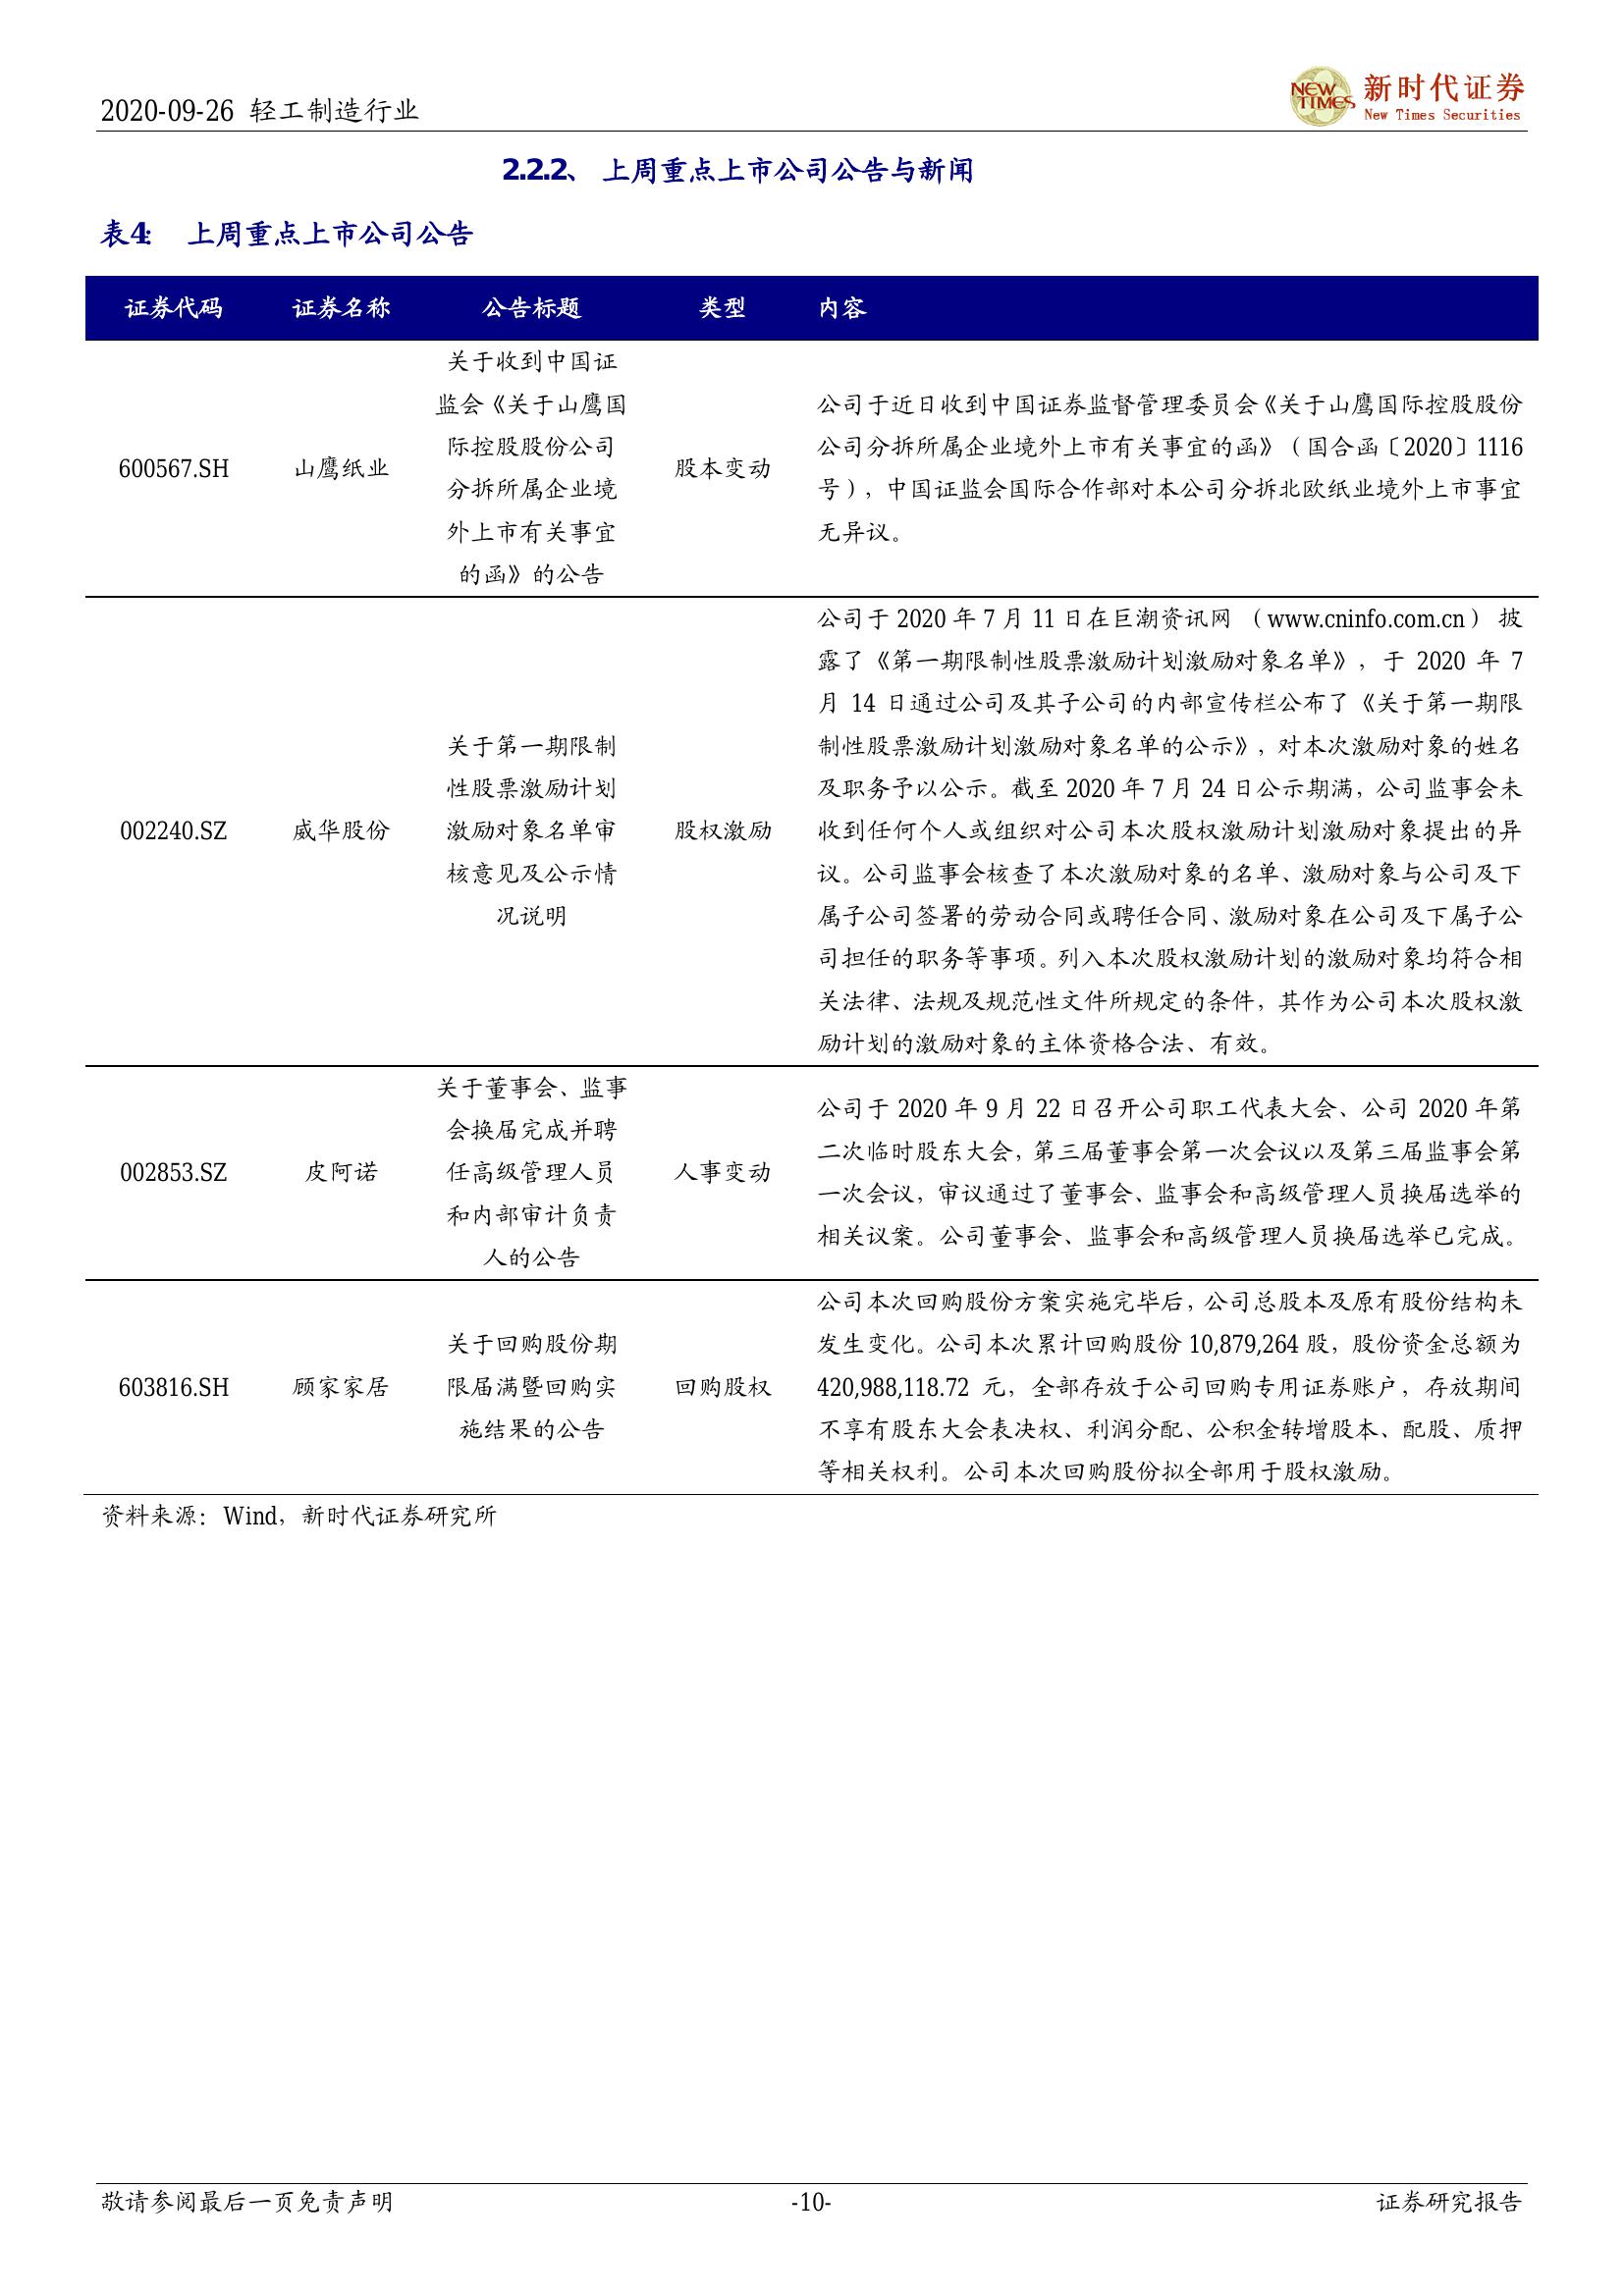 2020-09-26 轻工制造行业
NEW TIMES
新时代证券
New Times Securities
2.2.2、 上周重点上市公司公告与新闻
表4： 上周重点上市公司公告
证券代码 证券名称 公告标题 类型 内容
600567.SH
山鹰纸业
关于收到中国证
监会《关于山鹰国
际控股股份公司
分拆所属企业境
外上市有关事宜
的函》的公告
股本变动
公司于近日收到中国证券监督管理委员会《关于山鹰国际控股股份
公司分拆所属企业境外上市有关事宜的函》（国合函〔2020〕1116
号），中国证监会国际合作部对本公司分拆北欧纸业境外上市事宜
无异议。
002240.SZ
威华股份
关于第一期限制
性股票激励计划
激励对象名单审
核意见及公示情
况说明
股权激励
公司于 2020 年 7 月 11 日在巨潮资讯网 （www.cninfo.com.cn） 披
露了《第一期限制性股票激励计划激励对象名单》，于 2020 年 7
月 14 日通过公司及其子公司的内部宣传栏公布了《关于第一期限
制性股票激励计划激励对象名单的公示》，对本次激励对象的姓名
及职务予以公示。截至 2020 年 7 月 24 日公示期满，公司监事会未
收到任何个人或组织对公司本次股权激励计划激励对象提出的异
议。公司监事会核查了本次激励对象的名单、激励对象与公司及下
属子公司签署的劳动合同或聘任合同、激励对象在公司及下属子公
司担任的职务等事项。列入本次股权激励计划的激励对象均符合相
关法律、法规及规范性文件所规定的条件，其作为公司本次股权激
励计划的激励对象的主体资格合法、有效。
002853.SZ
皮阿诺
关于董事会、监事
会换届完成并聘
任高级管理人员
和内部审计负责
人的公告
人事变动
公司于 2020 年 9 月 22 日召开公司职工代表大会、公司 2020 年第
二次临时股东大会，第三届董事会第一次会议以及第三届监事会第
一次会议，审议通过了董事会、监事会和高级管理人员换届选举的
相关议案。公司董事会、监事会和高级管理人员换届选举已完成。
603816.SH
顾家家居
关于回购股份期
限届满暨回购实
施结果的公告
回购股权
公司本次回购股份方案实施完毕后，公司总股本及原有股份结构未
发生变化。公司本次累计回购股份 10,879,264 股，股份资金总额为
420,988,118.72 元，全部存放于公司回购专用证券账户，存放期间
不享有股东大会表决权、利润分配、公积金转增股本、配股、质押
等相关权利。公司本次回购股份拟全部用于股权激励。
资料来源：Wind，新时代证券研究所
敬请参阅最后一页免责声明 -10- 证券研究报告